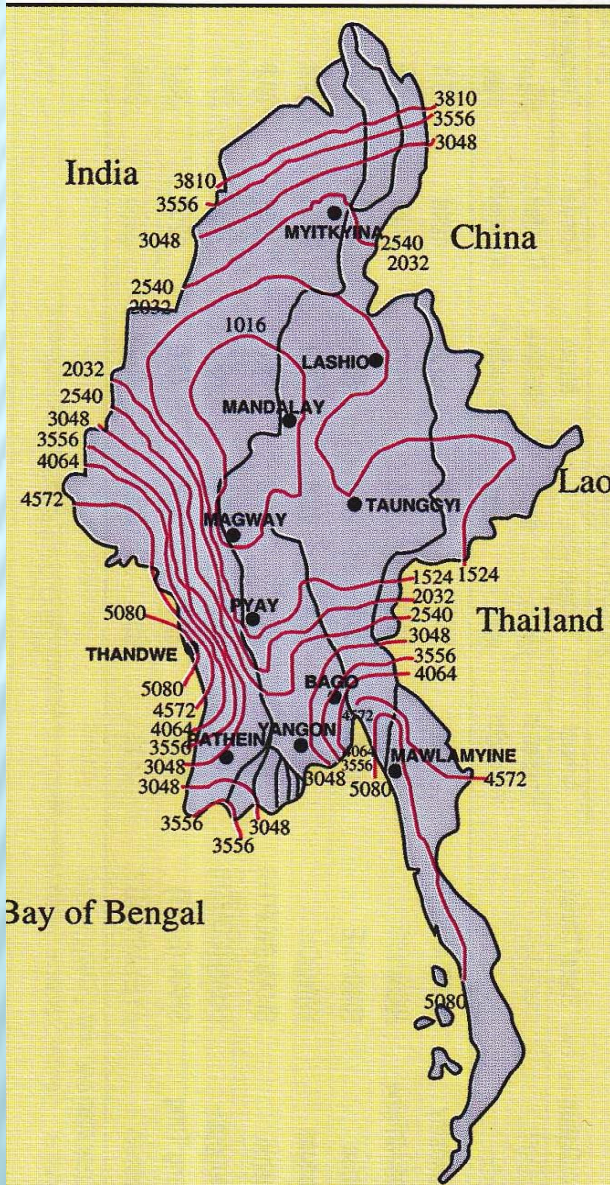 3810
3556
3048
India
3810
3556
MYITKYINA
China
3048
2540
2032
2540
2032
1016
LASHIO
2032
2540
MANDALAY
3048
3556
4064
Lao
4572
TAUNGGYI
MAGWAY
1524
1524
2032
PYAY
5080
2540
Thailand
3048
THANDWE
3556
4064
5080
BAGO
4572
4572
4064
YANGON
PATHEIN
3556
4064
3556
MAWLAMYINE
3048
3048
4572
3048
5080
3556
3048
3556
Bay of Bengal
5080